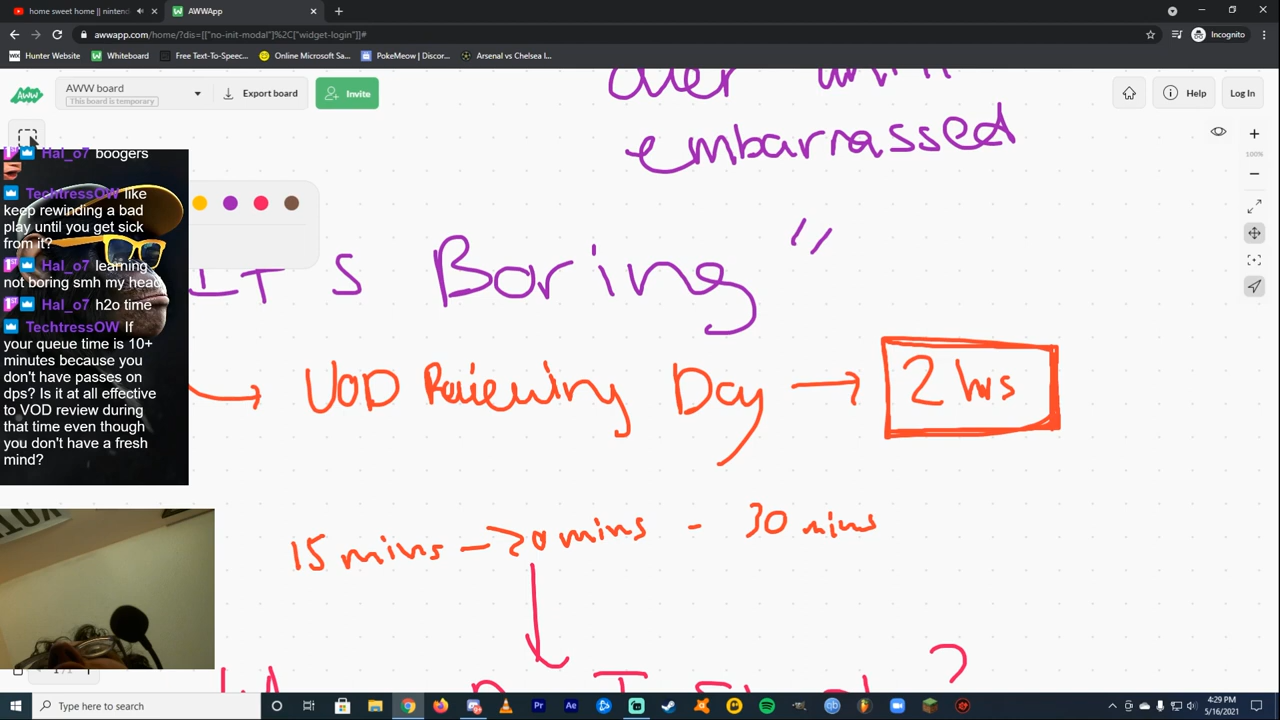 home sweet home || ninten
AWWApp
awwapp.com/home/?dis=[["no-init-modal"]%2C["widget-login"]]#
Incognito
Hunter Website
Whiteboard
Free Text-To-Speec...
Online Microsoft Sa...
PokeMeow | Discor...
Arsenal vs Chelsea I...
AWW board
This board is temporary
Export board
Invite
Help
Log In
100%
over
embarrassed
IT'S Boring"
VOD Reviewing Day → 2 hrs
15 mins - 20 mins - 30 mins
Hal_o7 boogers
TechtressOW like
keep rewinding a bad
play until you get sick
from it?
Hal_o7 learning
not boring smh my head
Hal_o7 h2o time
TechtressOW If
your queue time is 10+
minutes because you
don't have passes on
dps? Is it at all effective
to VOD review during
that time even though
you don't have a fresh
mind?
1 / 1
Type here to search
4:29 PM
5/16/2021